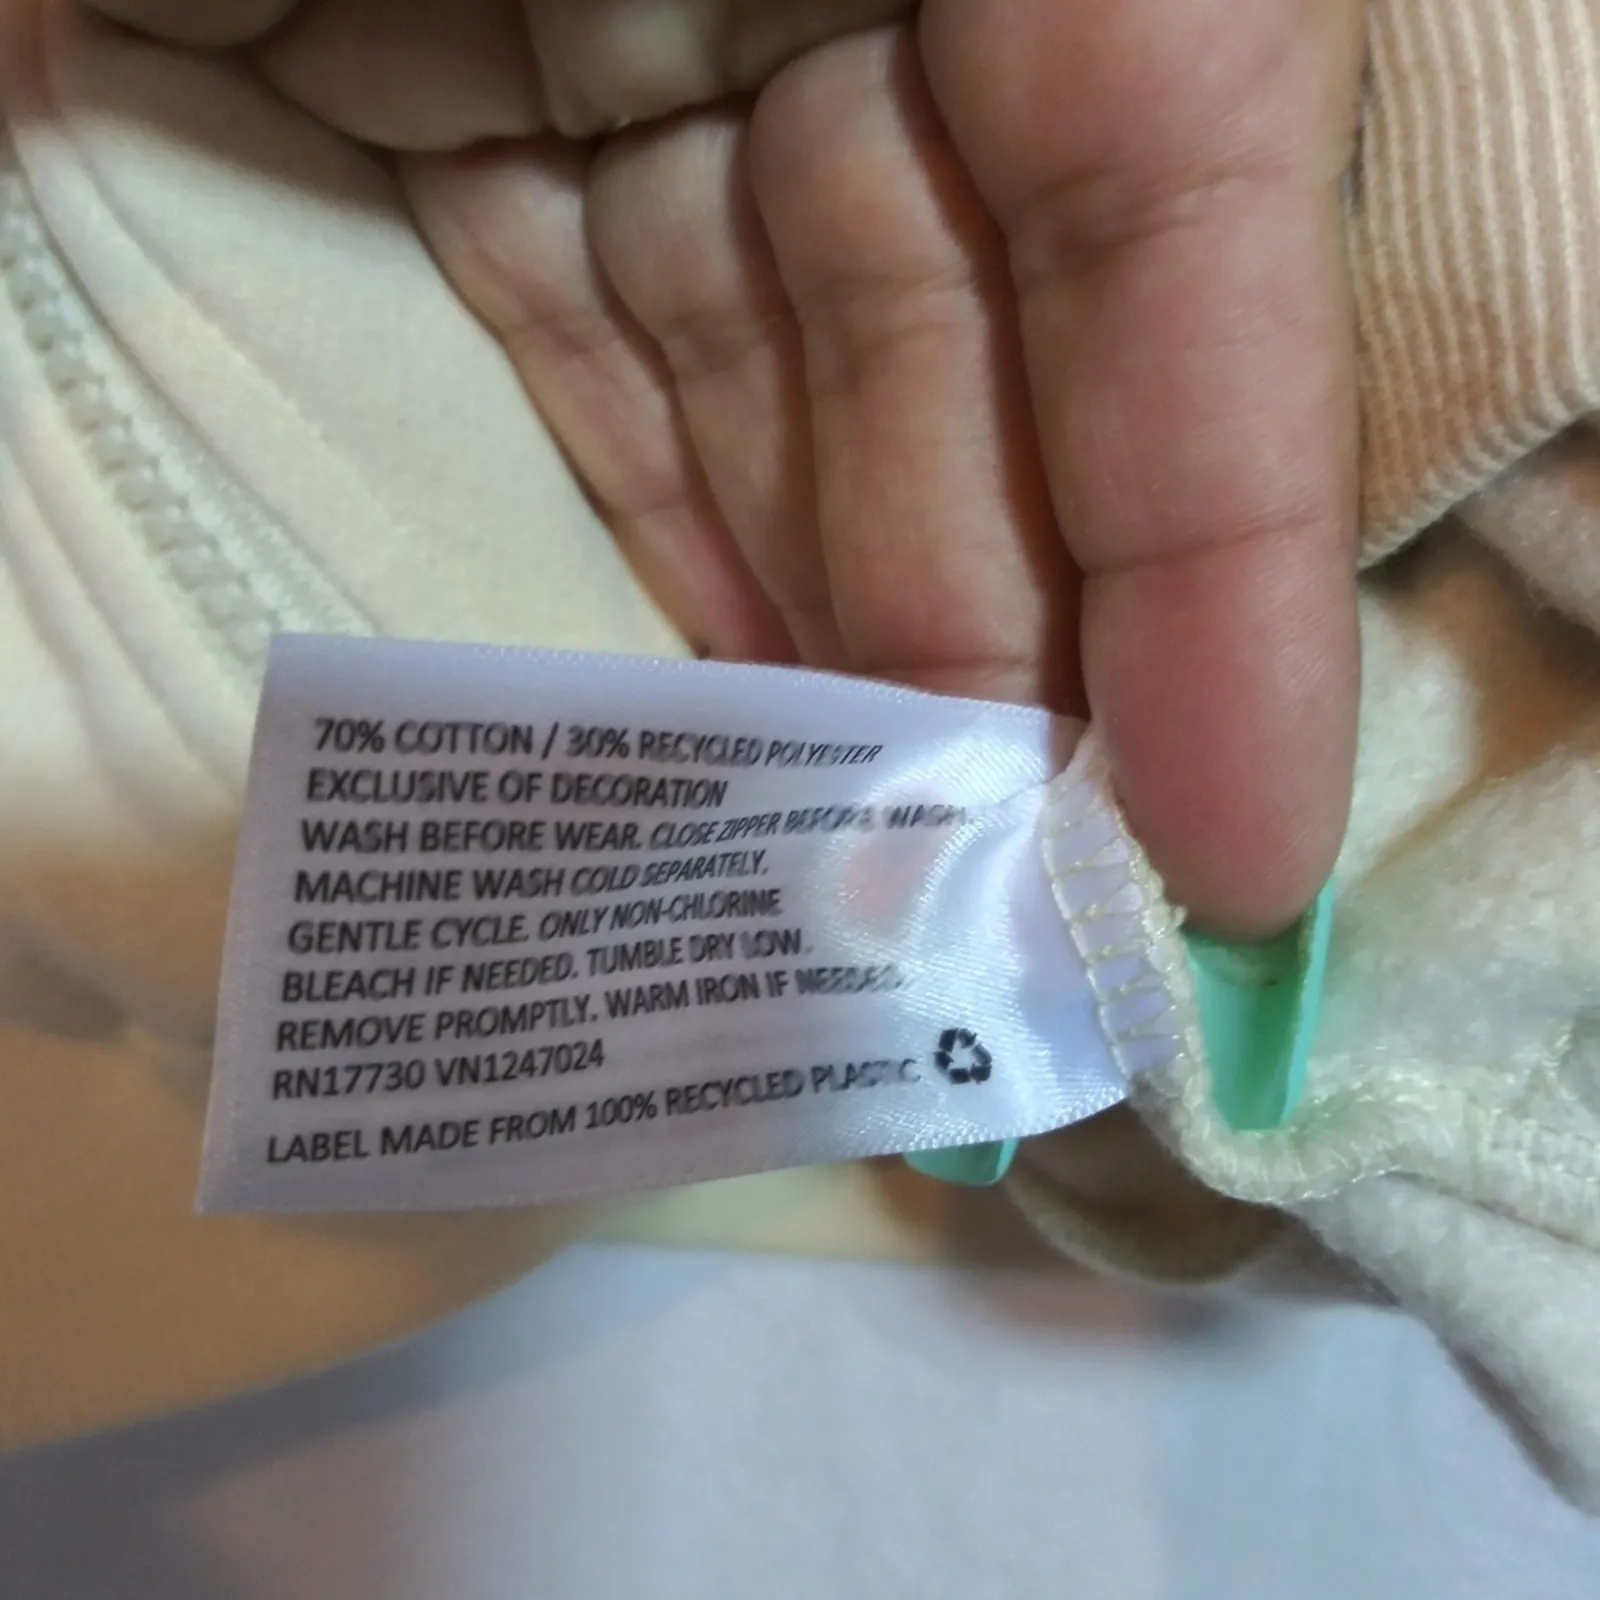 70% COTTON / 30% RECYCLED POLYESTER
EXCLUSIVE OF DECORATION
WASH BEFORE WEAR. CLOSE ZIPPER BEFORE WASH.
MACHINE WASH COLD SEPARATELY.
GENTLE CYCLE. ONLY NON-CHLORINE
BLEACH IF NEEDED. TUMBLE DRY LOW.
REMOVE PROMPTLY. WARM IRON IF NEEDED.
RN17730 VN1247024
LABEL MADE FROM 100% RECYCLED PLASTIC